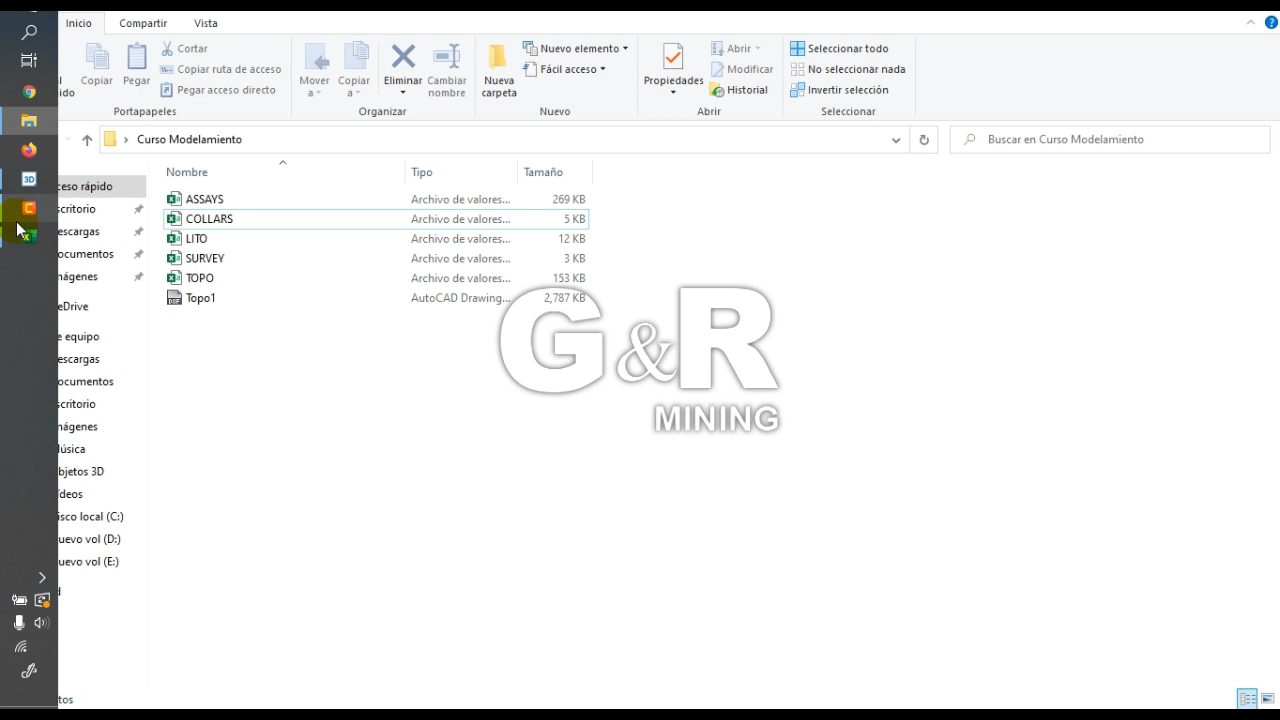 Inicio Compartir Vista
Copiar Pegar Cortar
Copiar ruta de acceso
Pegar acceso directo
Portapapeles
Mover a Copiar a Eliminar Cambiar nombre
Organizar
Nueva carpeta
Nuevo elemento
Fácil acceso
Nuevo
Propiedades
Abrir
Modificar
Historial
Abrir
Seleccionar todo
No seleccionar nada
Invertir selección
Seleccionar
Curso Modelamiento
Buscar en Curso Modelamiento
Nombre Tipo Tamaño
ASSAYS Archivo de valores... 269 KB
COLLARS Archivo de valores... 5 KB
LITO Archivo de valores... 12 KB
SURVEY Archivo de valores... 3 KB
TOPO Archivo de valores... 153 KB
Topo1 AutoCAD Drawing... 2,787 KB
ceso rápido
scritorio
escargas
ocumentos
nágenes
eDrive
e equipo
escargas
ocumentos
scritorio
nágenes
lúsica
bjetos 3D
ídeos
isco local (C:)
uevo vol (D:)
uevo vol (E:)
d
tos
3D
G&R
MINING